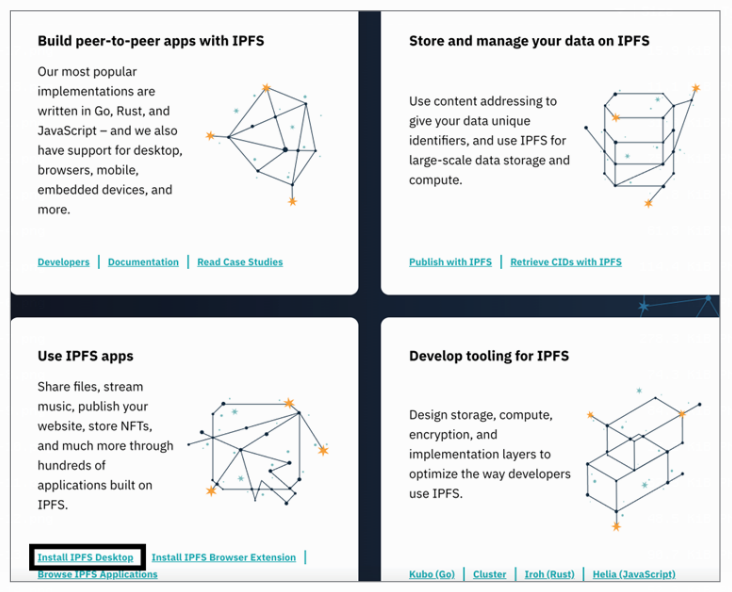 Build peer-to-peer apps with IPFS
Our most popular
implementations are
written in Go, Rust, and
JavaScript – and we also
have support for desktop,
browsers, mobile,
embedded devices, and
more.
Developers | Documentation | Read Case Studies
Store and manage your data on IPFS
Use content addressing to
give your data unique
identifiers, and use IPFS for
large-scale data storage and
compute.
Publish with IPFS | Retrieve CIDs with IPFS
Use IPFS apps
Share files, stream
music, publish your
website, store NFTs,
and much more through
hundreds of
applications built on
IPFS.
Install IPFS Desktop Install IPFS Browser Extension |
Browse IPFS Applications
Develop tooling for IPFS
Design storage, compute,
encryption, and
implementation layers to
optimize the way developers
use IPFS.
Kubo (Go) | Cluster | Iroh (Rust) | Helia (JavaScript)